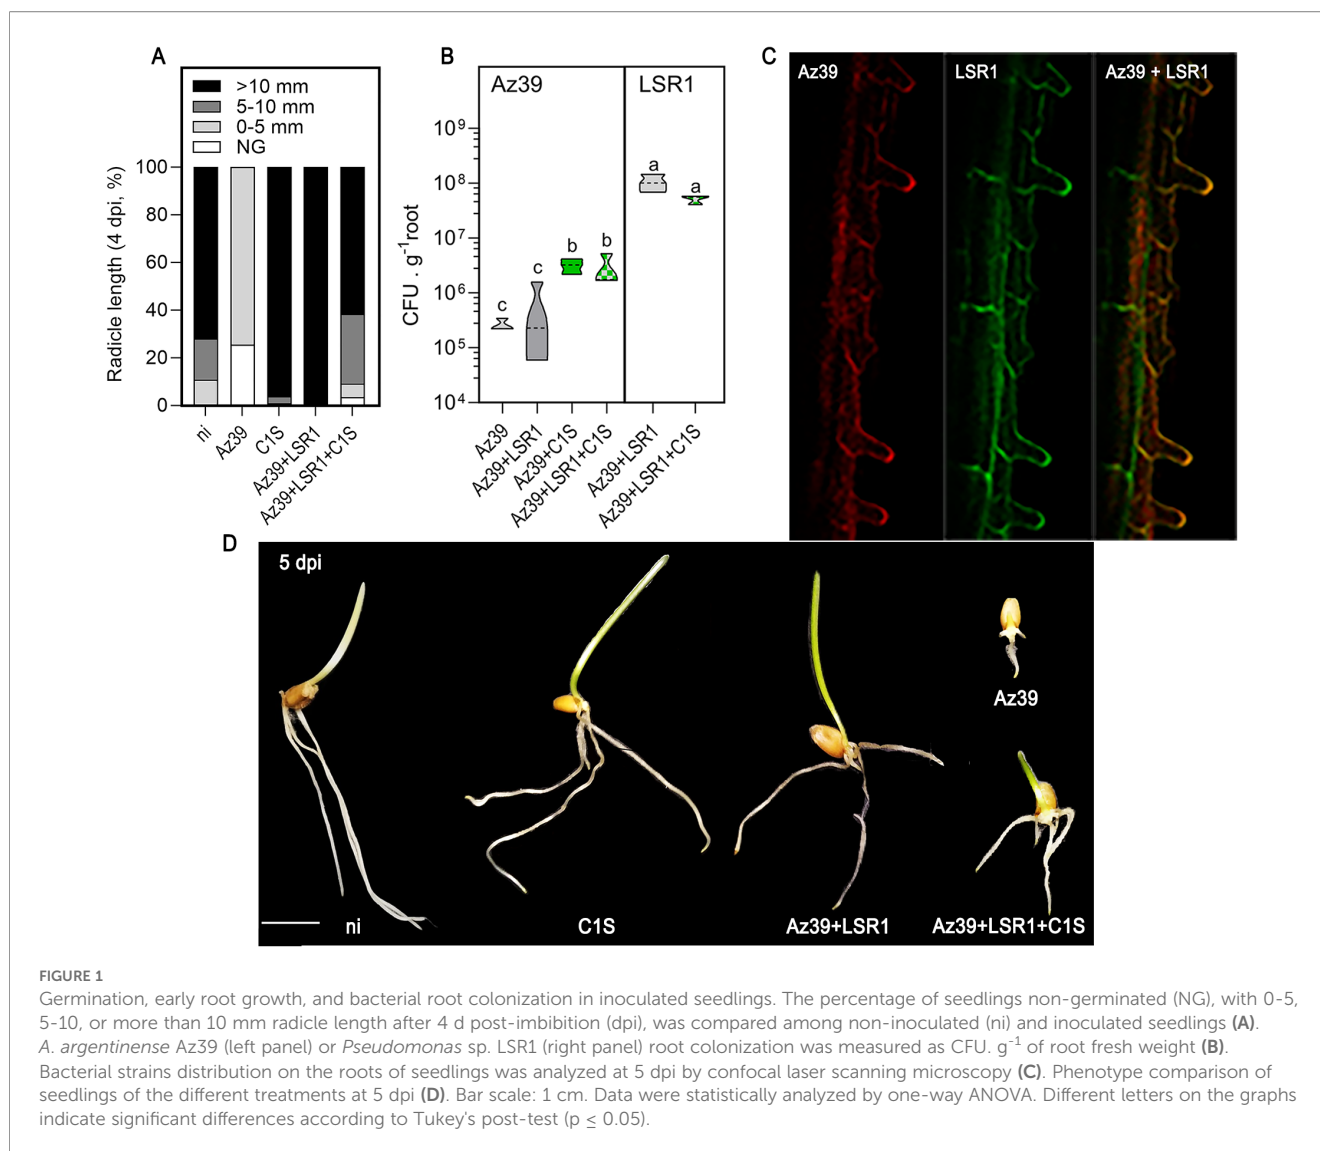 A
>10 mm
5-10 mm
0-5 mm
NG
Radicle length (4 dpi, %)
100
80
60
40
20
0
ni
Az39
C1S
Az39+LSR1
Az39+LSR1+C1S
B
Az39
LSR1
CFU . g⁻¹root
10⁹
10⁸
10⁷
10⁶
10⁵
10⁴
c
c
b
b
a
a
Az39
Az39+LSR1
Az39+C1S
Az39+LSR1+C1S
Az39+LSR1
Az39+LSR1+C1S
C
Az39
LSR1
Az39 + LSR1
D
5 dpi
Az39
ni
C1S
Az39+LSR1
Az39+LSR1+C1S
FIGURE 1
Germination, early root growth, and bacterial root colonization in inoculated seedlings. The percentage of seedlings non-germinated (NG), with 0-5,
5-10, or more than 10 mm radicle length after 4 d post-imbibition (dpi), was compared among non-inoculated (ni) and inoculated seedlings (A).
A. argentinense Az39 (left panel) or Pseudomonas sp. LSR1 (right panel) root colonization was measured as CFU. g⁻¹ of root fresh weight (B).
Bacterial strains distribution on the roots of seedlings was analyzed at 5 dpi by confocal laser scanning microscopy (C). Phenotype comparison of
seedlings of the different treatments at 5 dpi (D). Bar scale: 1 cm. Data were statistically analyzed by one-way ANOVA. Different letters on the graphs
indicate significant differences according to Tukey's post-test (p ≤ 0.05).